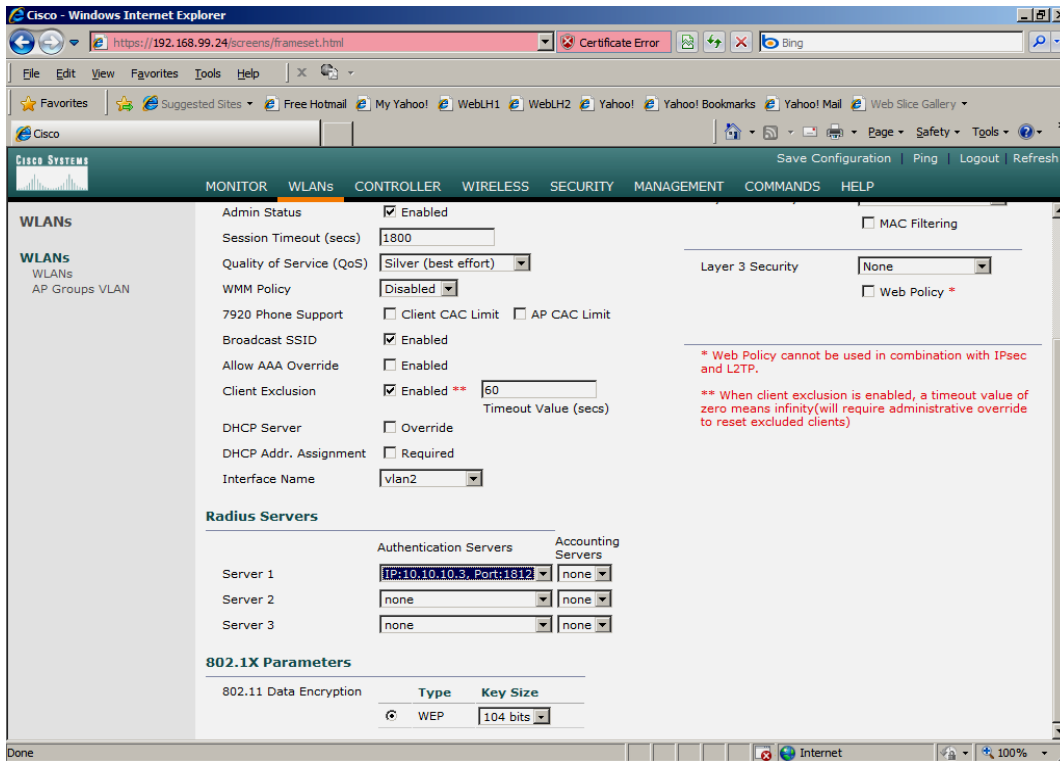 Cisco - Windows Internet Explorer
https://192.168.99.24/screens/frameset.html
Certificate Error
Bing
File Edit View Favorites Tools Help
Favorites
Suggested Sites
Free Hotmail
My Yahoo!
WebLH1
WebLH2
Yahoo!
Yahoo! Bookmarks
Yahoo! Mail
Web Slice Gallery
Cisco
Page Safety Tools
CISCO SYSTEMS
Save Configuration | Ping | Logout | Refresh
MONITOR WLANs CONTROLLER WIRELESS SECURITY MANAGEMENT COMMANDS HELP
WLANs
WLANs
WLANs
AP Groups VLAN
Admin Status Enabled
Session Timeout (secs) 1800
Quality of Service (QoS) Silver (best effort)
WMM Policy Disabled
7920 Phone Support Client CAC Limit AP CAC Limit
Broadcast SSID Enabled
Allow AAA Override Enabled
Client Exclusion Enabled ** 60
Timeout Value (secs)
DHCP Server Override
DHCP Addr. Assignment Required
Interface Name vlan2
MAC Filtering
Layer 3 Security None
Web Policy *
* Web Policy cannot be used in combination with IPsec
and L2TP.
** When client exclusion is enabled, a timeout value of
zero means infinity(will require administrative override
to reset excluded clients)
Radius Servers
Authentication Servers
Accounting
Servers
Server 1 IP:10.10.10.3, Port:1812 none
Server 2 none none
Server 3 none none
802.1X Parameters
802.11 Data Encryption Type Key Size
WEP 104 bits
Done
Internet
100%